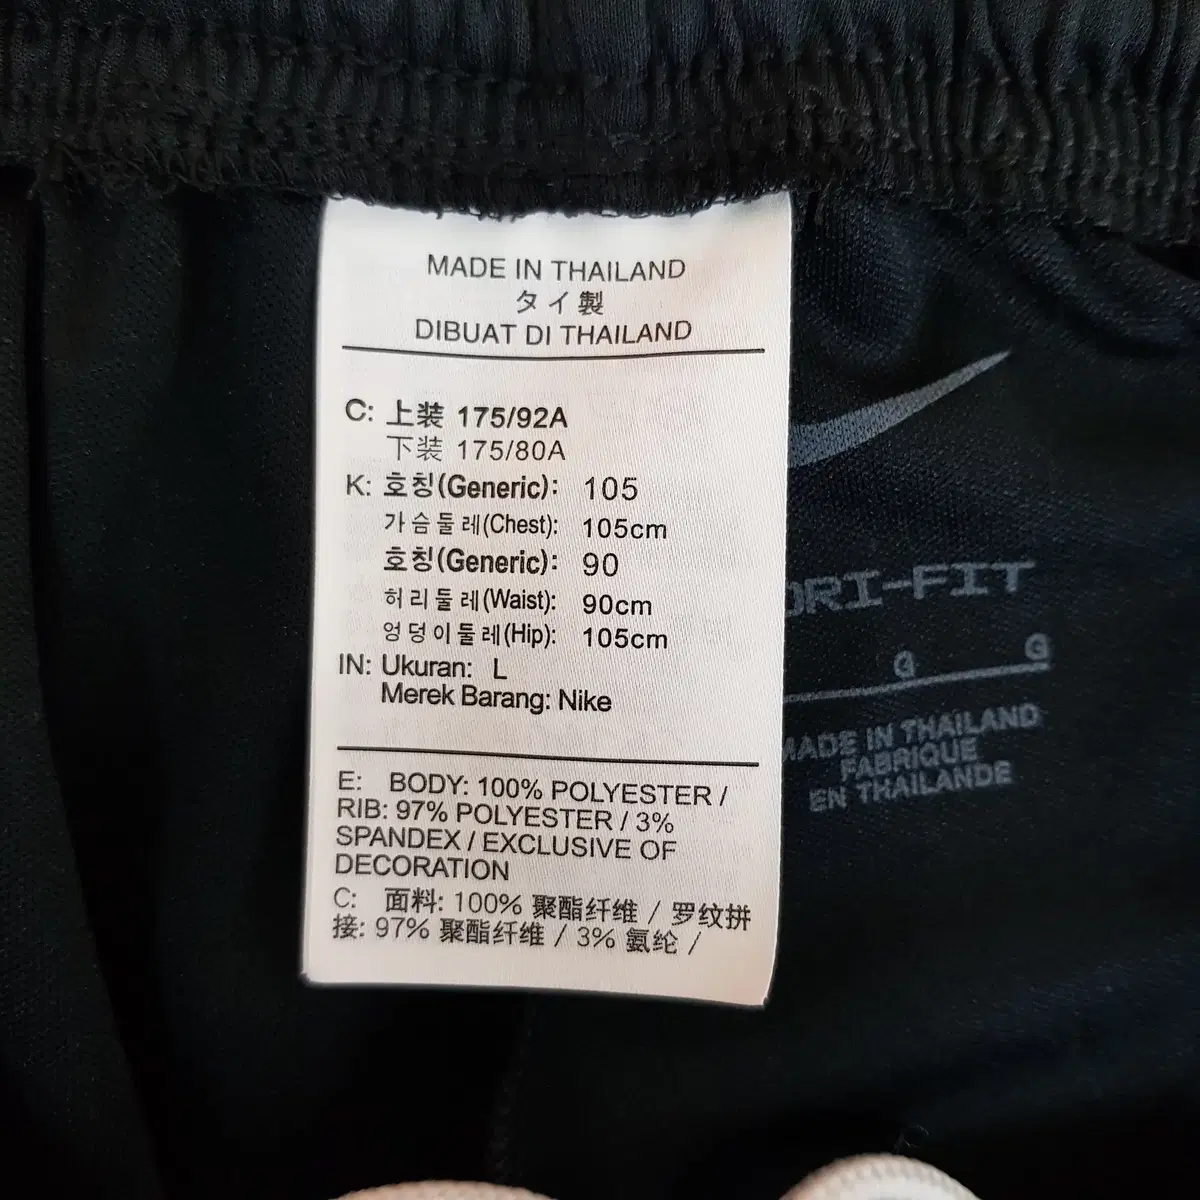 MADE IN THAILAND
タイ製
DIBUAT DI THAILAND
C: 上装 175/92A
下装 175/80A
K: 호칭(Generic): 105
가슴둘레(Chest): 105cm
호칭(Generic): 90
허리둘레(Waist): 90cm
엉덩이둘레(Hip): 105cm
IN: Ukuran: L
Merek Barang: Nike
E: BODY: 100% POLYESTER /
RIB: 97% POLYESTER / 3%
SPANDEX / EXCLUSIVE OF
DECORATION
C: 面料: 100% 聚酯纤维 / 罗纹拼
接: 97% 聚酯纤维 / 3% 氨纶 /
DRI-FIT
G G
MADE IN THAILAND
FABRIQUE
EN THAILANDE